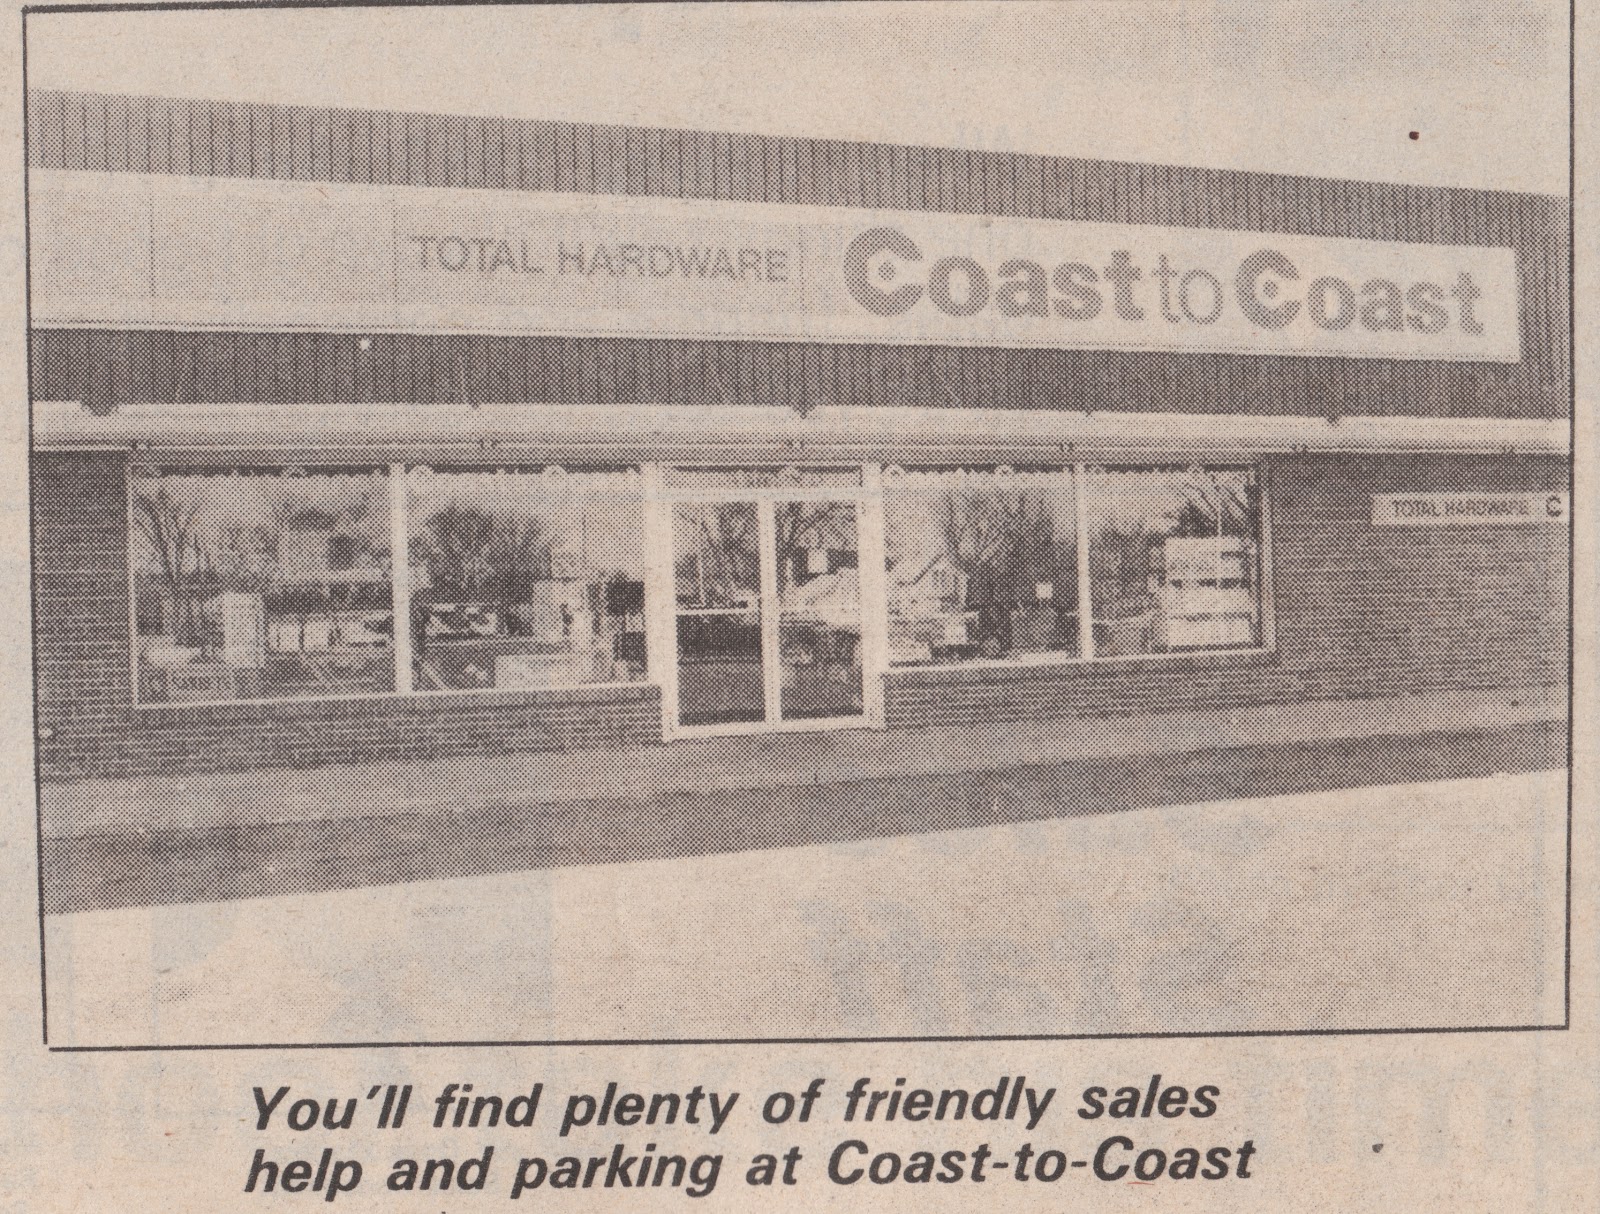 TOTAL HARDWARE Coast to Coast
TOTAL HARDWARE C
You'll find plenty of friendly sales
help and parking at Coast-to-Coast